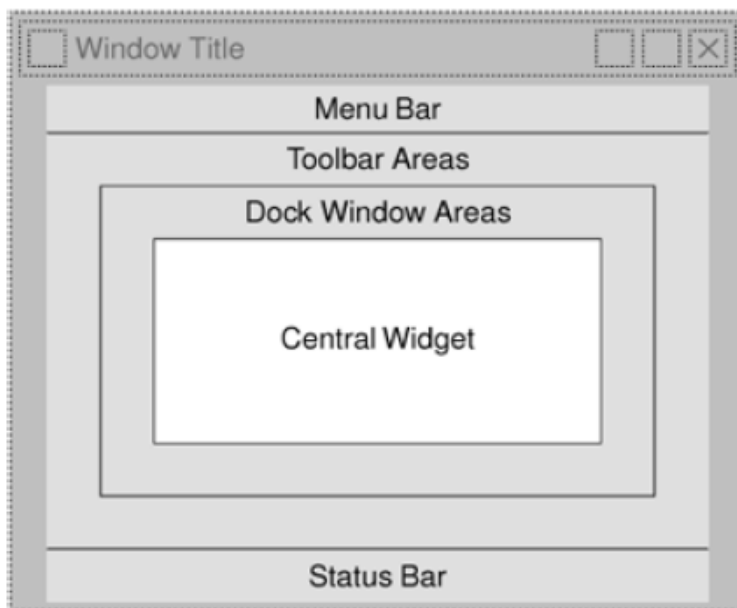 Window Title
Menu Bar
Toolbar Areas
Dock Window Areas
Central Widget
Status Bar